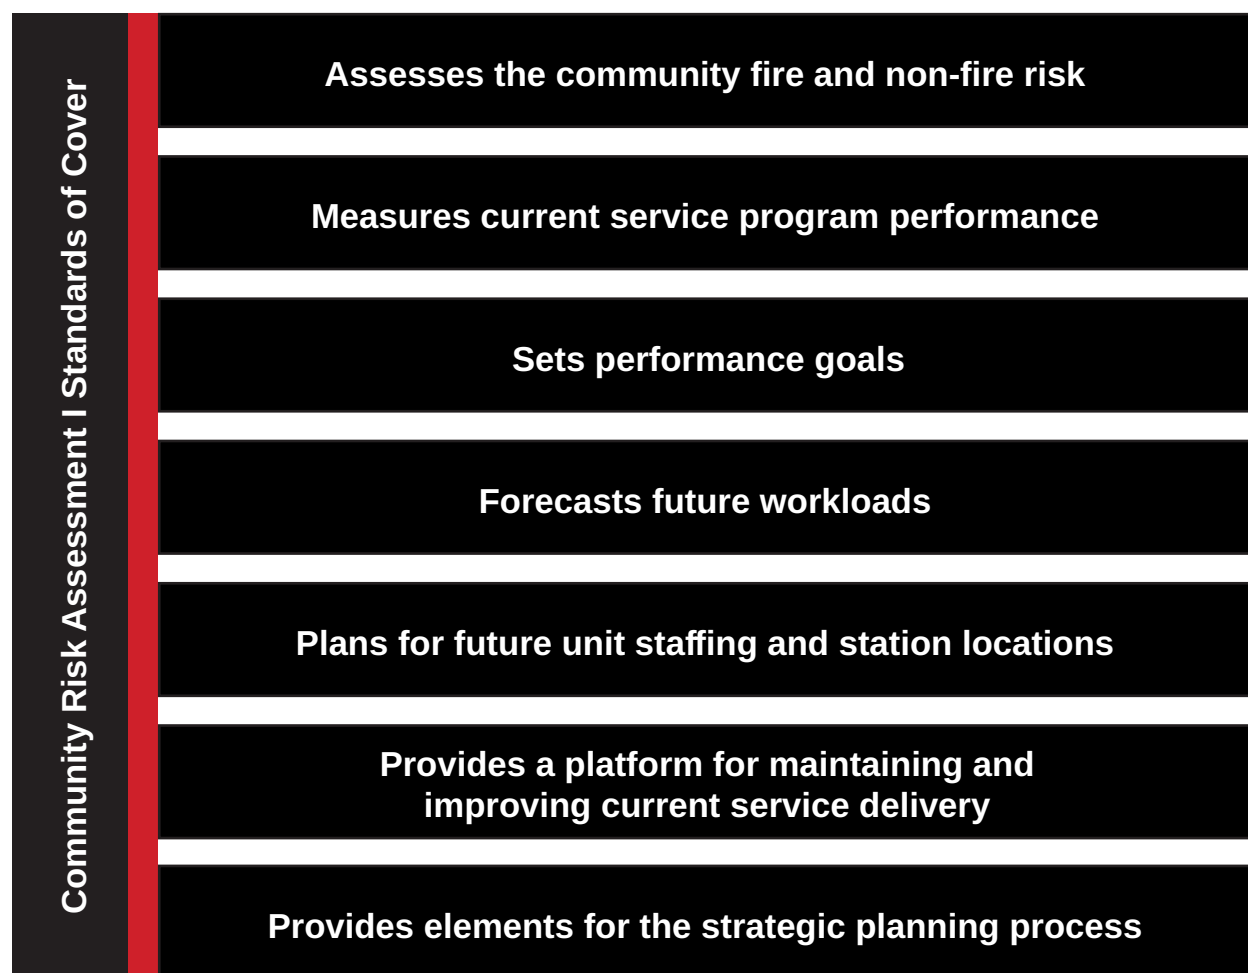 Community Risk Assessment I Standards of Cover
Assesses the community fire and non-fire risk
Measures current service program performance
Sets performance goals
Forecasts future workloads
Plans for future unit staffing and station locations
Provides a platform for maintaining and
improving current service delivery
Provides elements for the strategic planning process